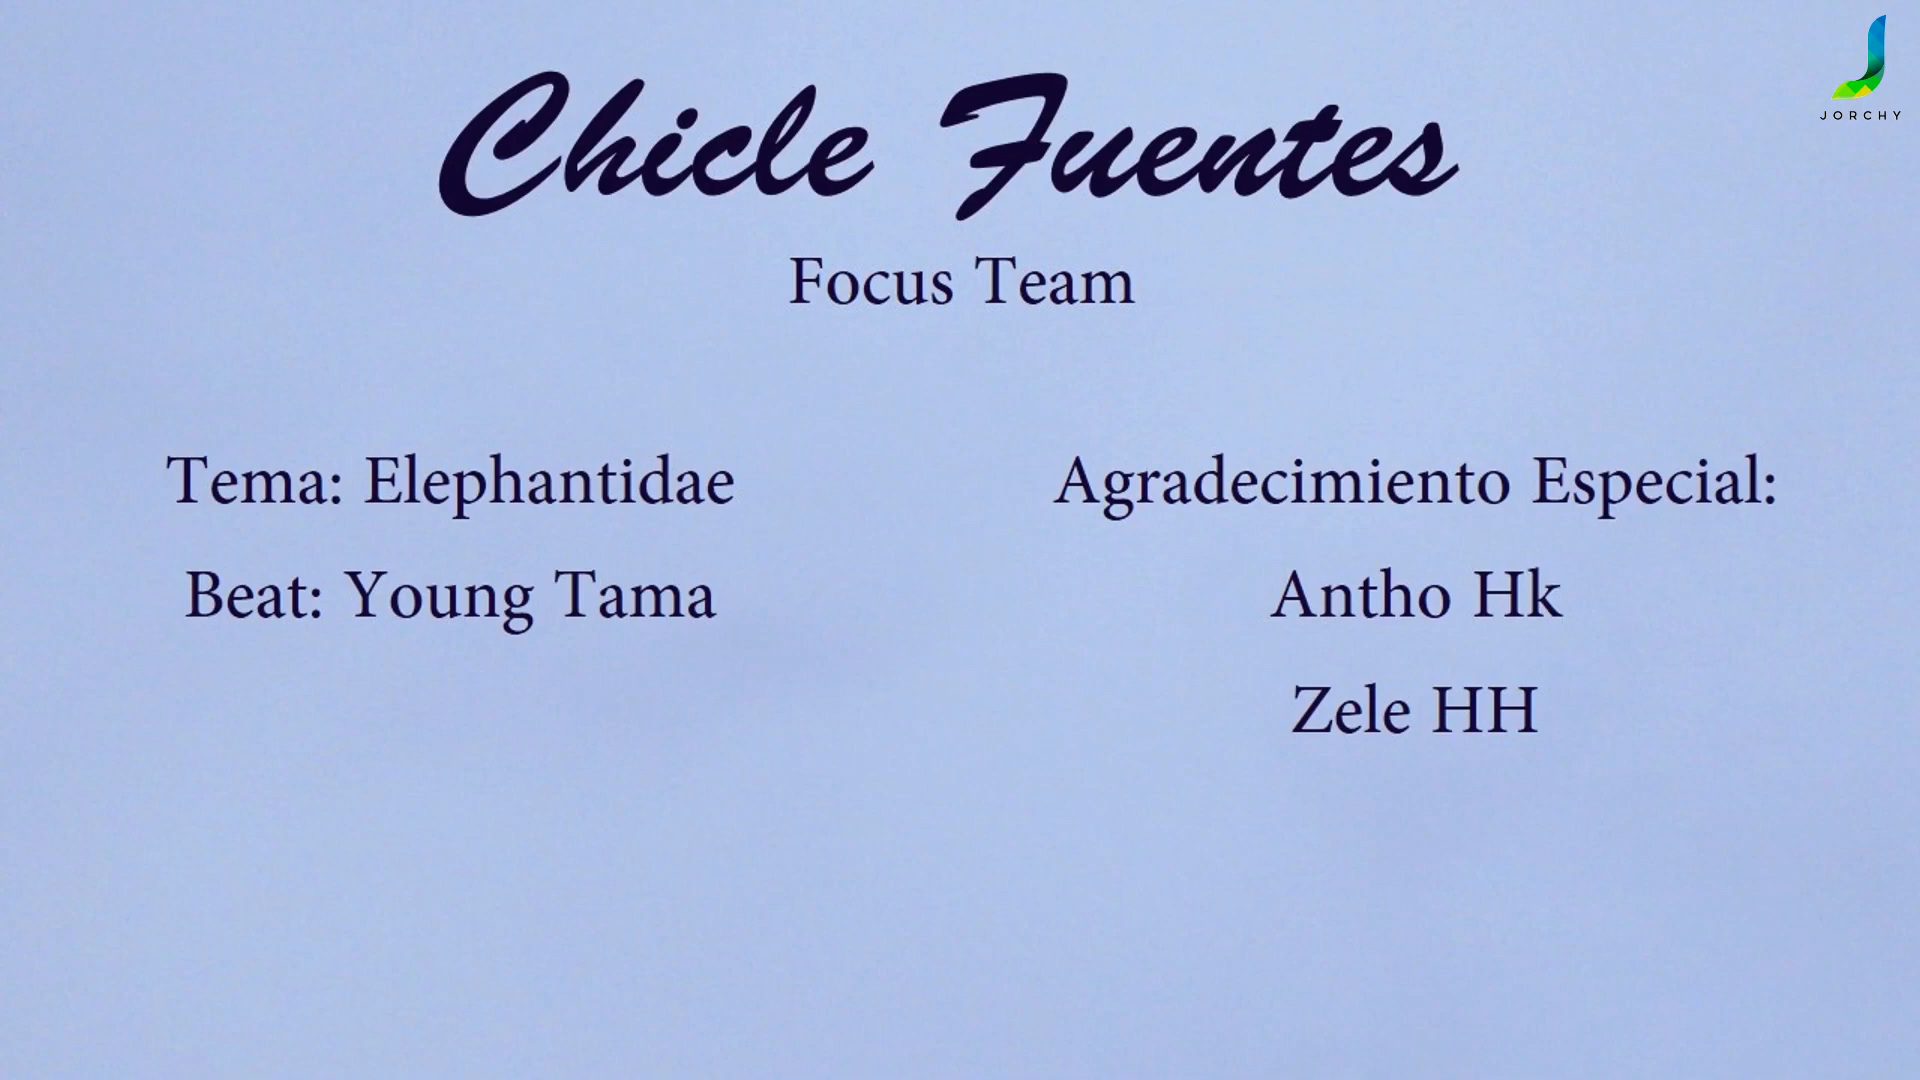 Chicle Fuentes
JORCHY
Focus Team
Tema: Elephantidae
Beat: Young Tama
Agradecimiento Especial:
Antho Hk
Zele HH